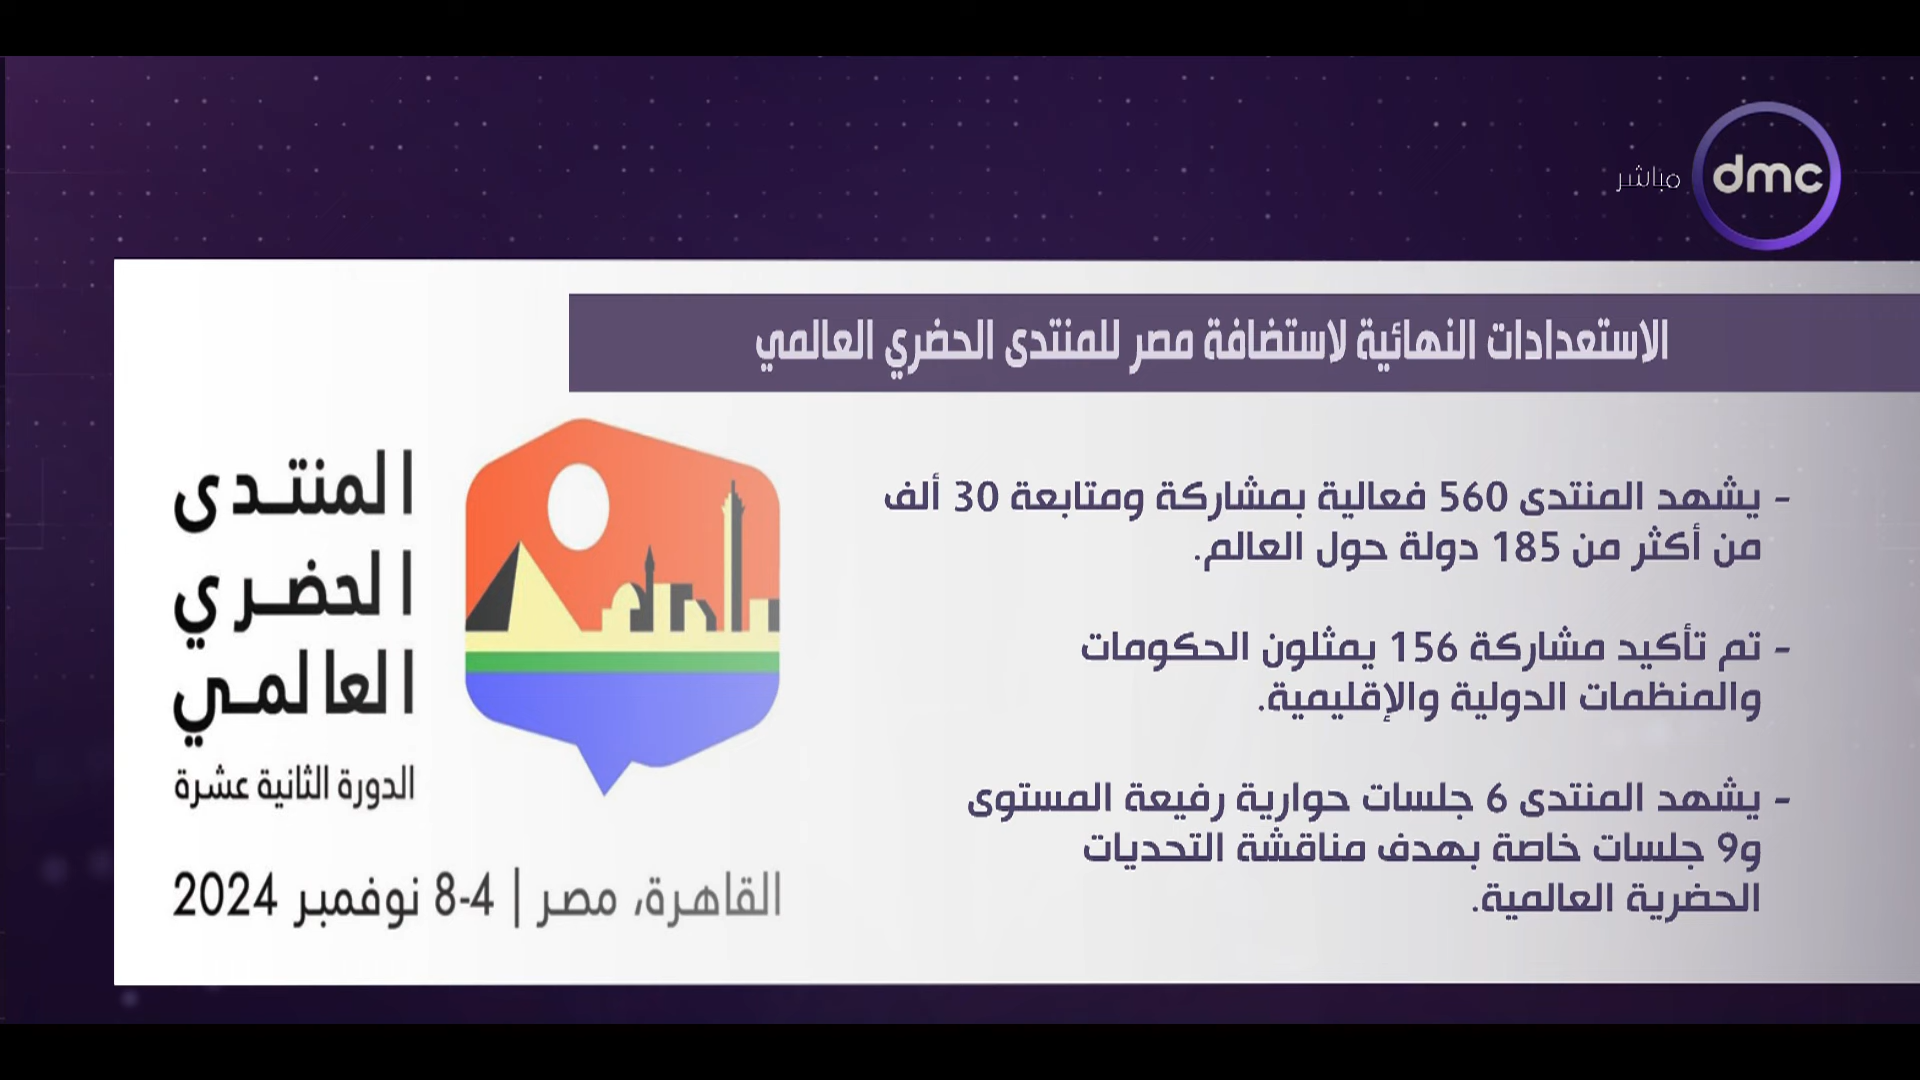 dmc
مباشر
الاستعدادات النهائية لاستضافة مصر للمنتدى الحضري العالمي
- يشهد المنتدى 560 فعالية بمشاركة ومتابعة 30 ألف
من أكثر من 185 دولة حول العالم.
- تم تأكيد مشاركة 156 يمثلون الحكومات
والمنظمات الدولية والإقليمية.
- يشهد المنتدى 6 جلسات حوارية رفيعة المستوى
و9 جلسات خاصة بهدف مناقشة التحديات
الحضرية العالمية.
المنتدى
الحضري
العالمي
الدورة الثانية عشرة
القاهرة، مصر | 4-8 نوفمبر 2024